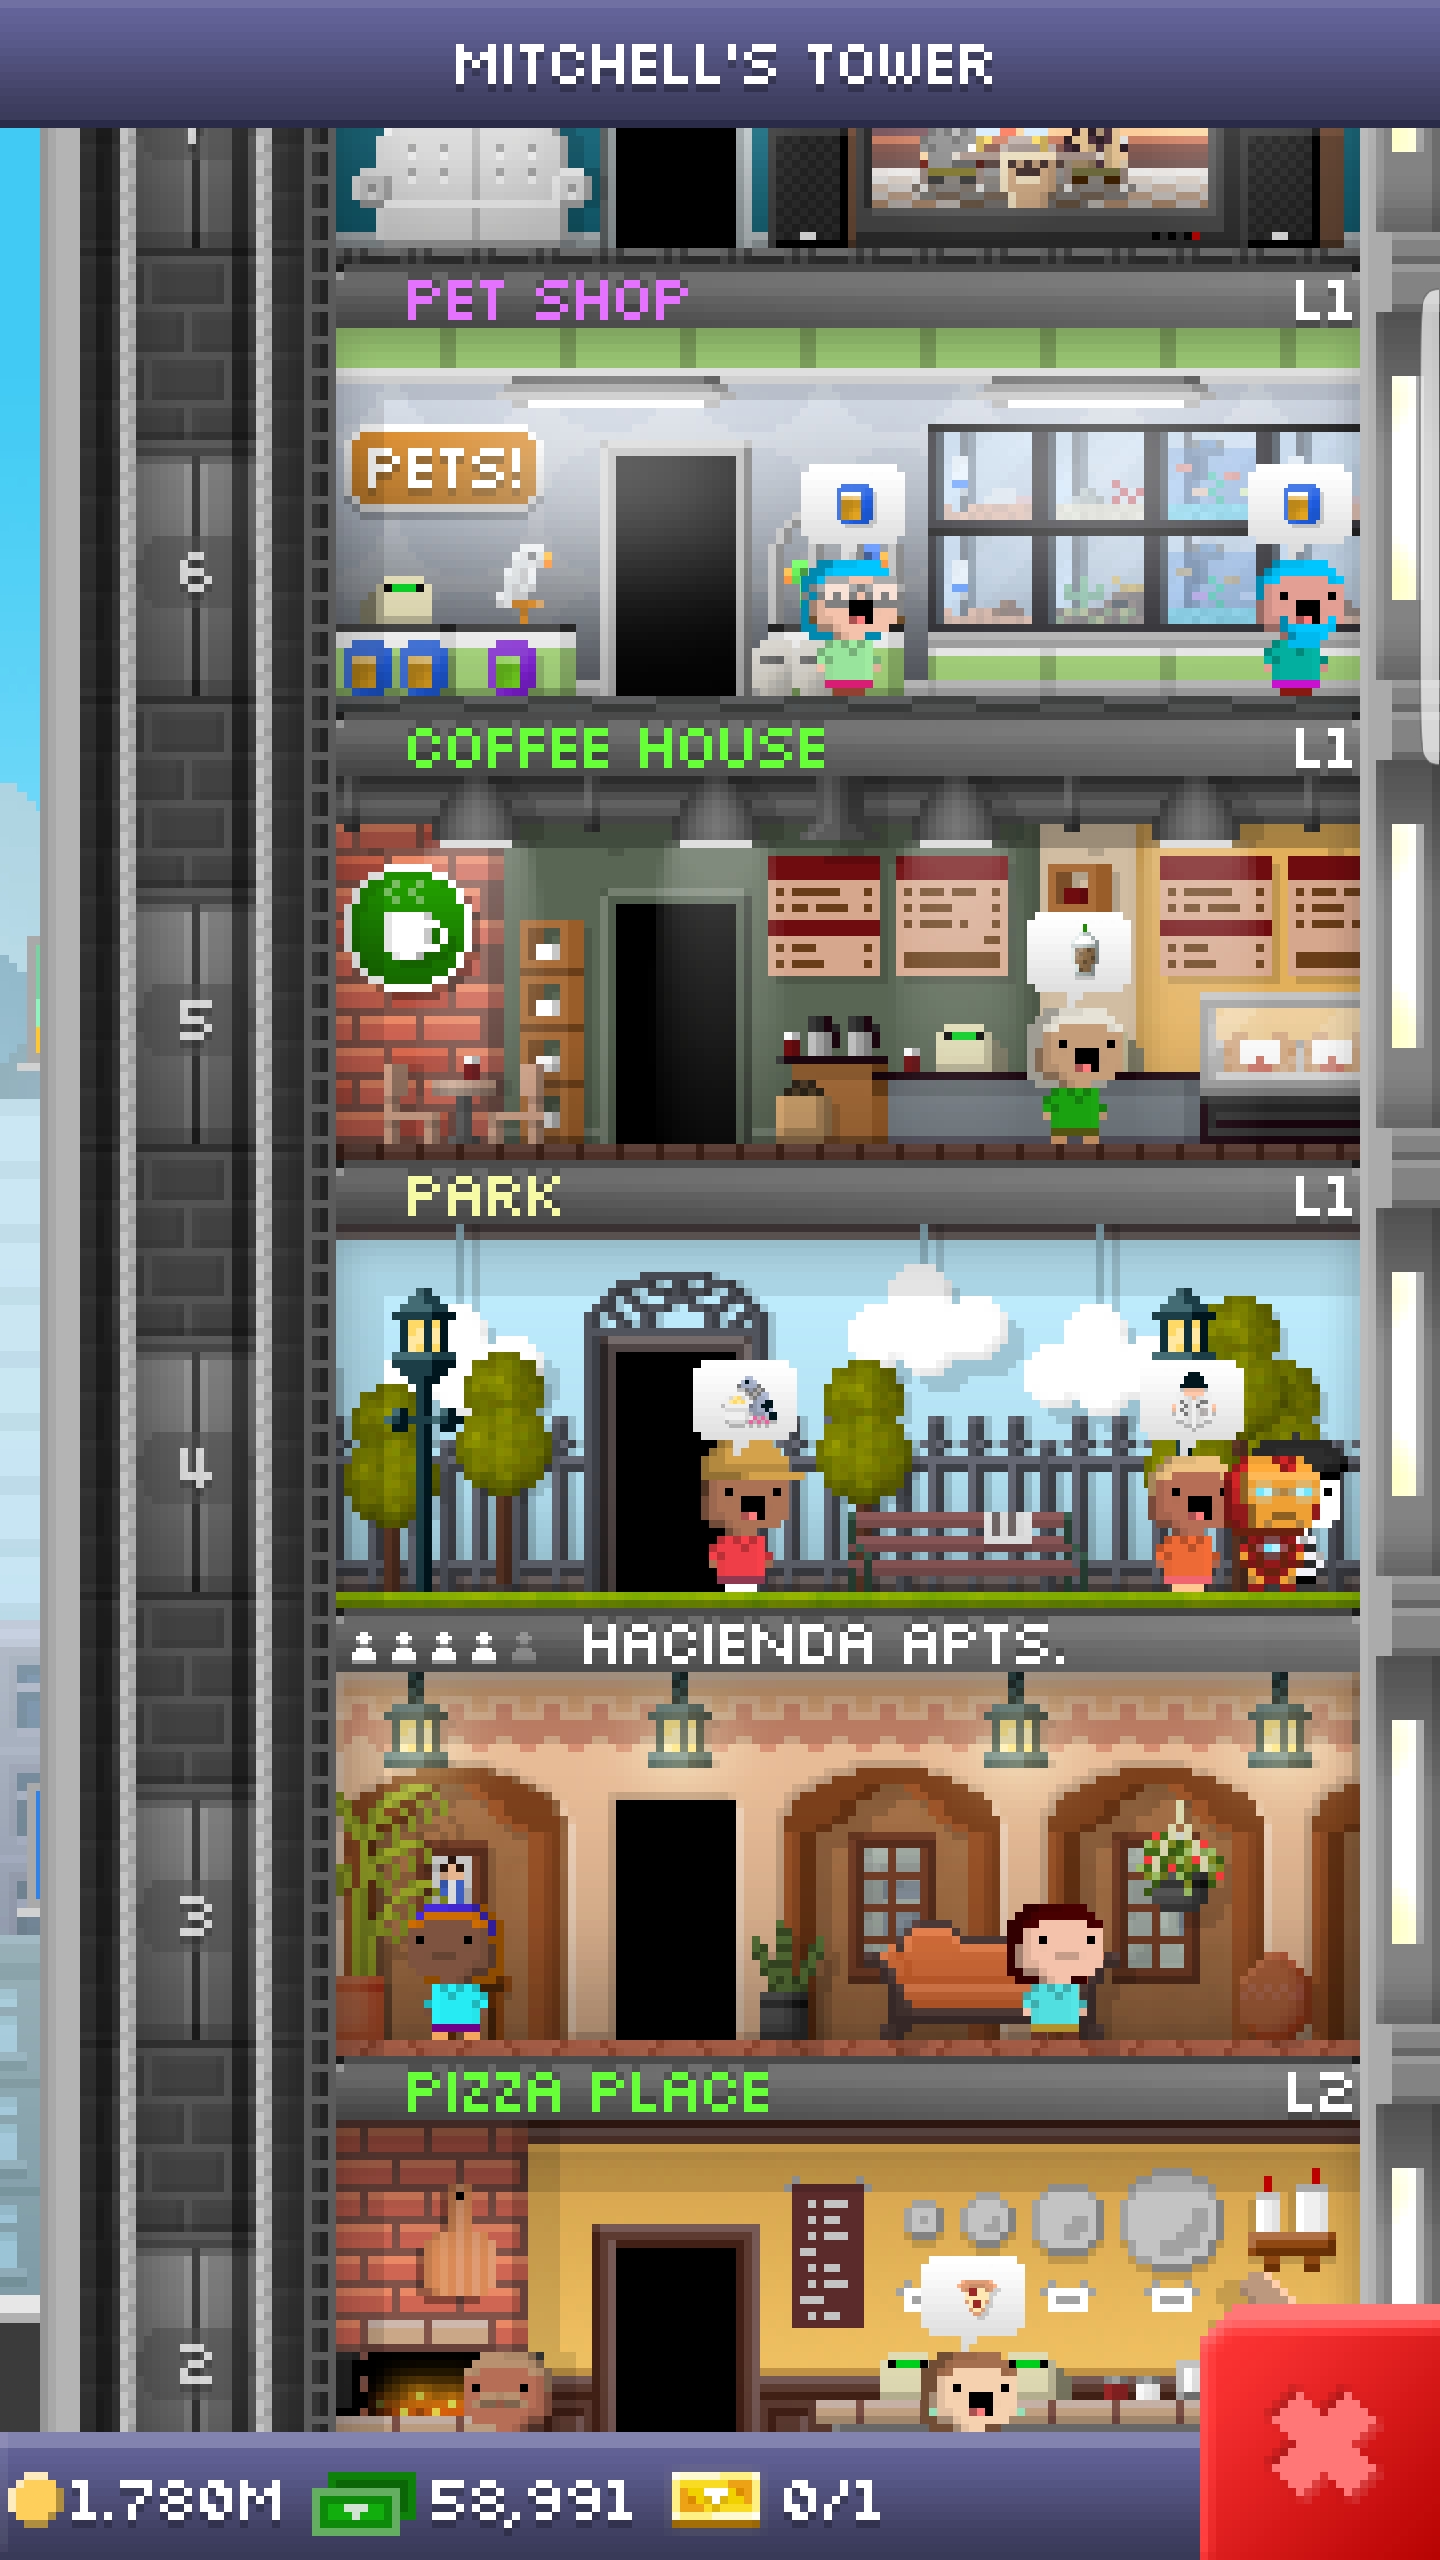 MITCHELL'S TOWER
PET SHOP L1
PETS!
6
COFFEE HOUSE L1
5
PARK L1
4
HACIENDA APTS.
3
PIZZA PLACE L2
2
1.780M 58,991 0/1